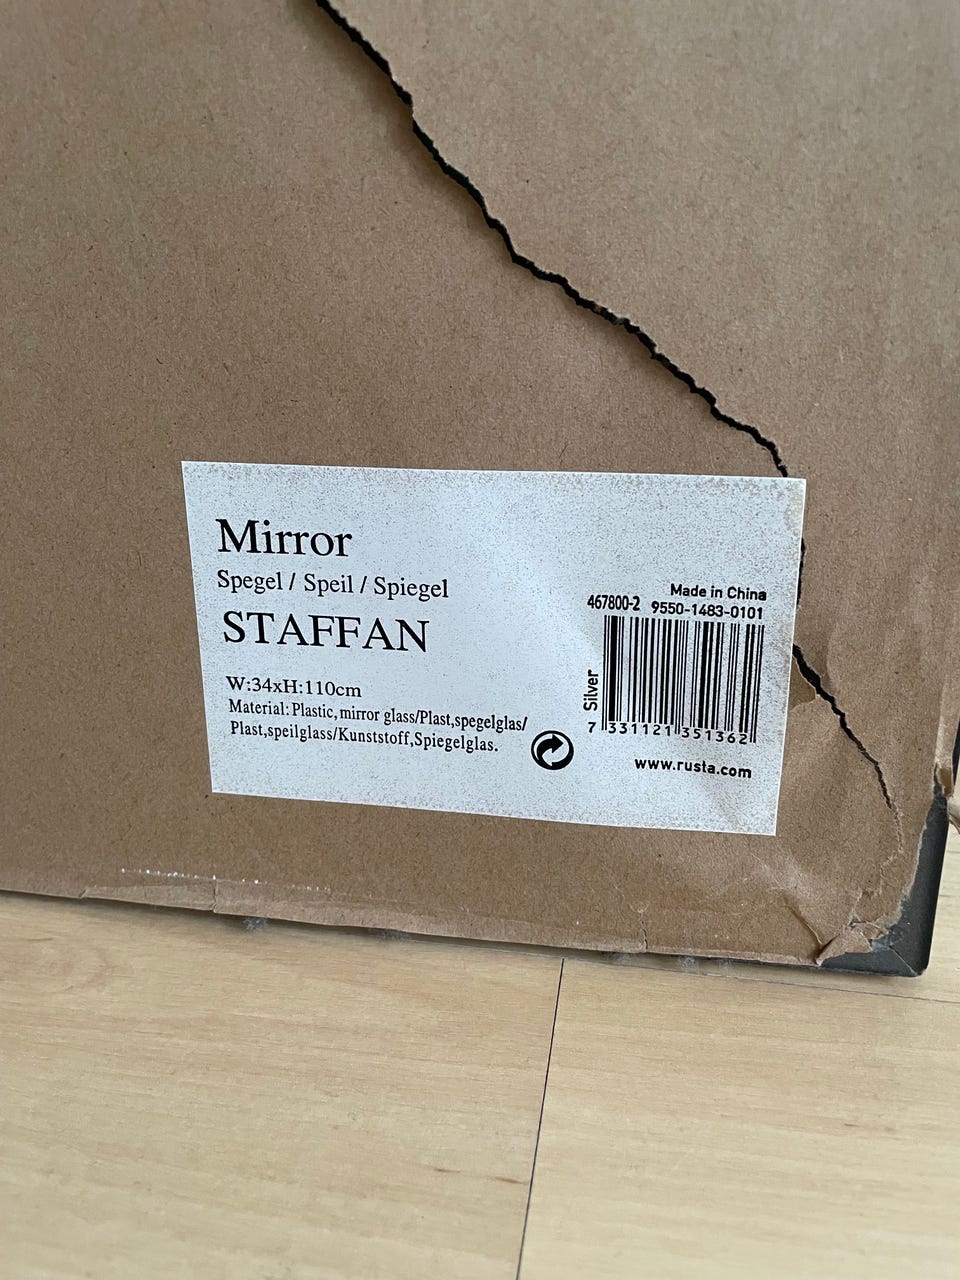 Mirror
Spegel / Speil / Spiegel
STAFFAN
W:34xH:110cm
Material: Plastic, mirror glass/Plast,spegelglas/
Plast,speilglass/Kunststoff,Spiegelglas.
Made in China
467800-2 9550-1483-0101
Silver
7 331121 351362
www.rusta.com